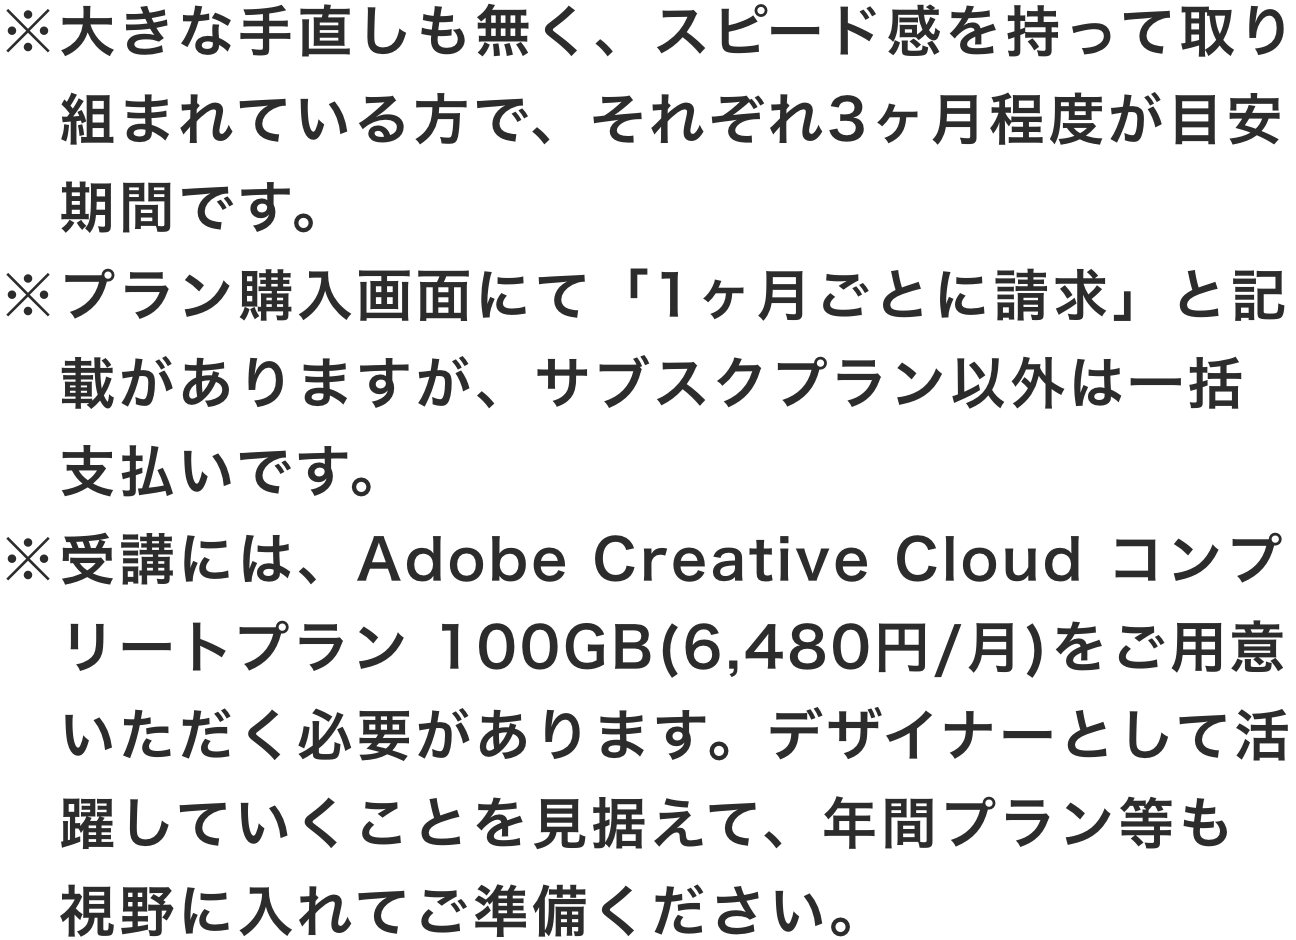 ※大きな手直しも無く、スピード感を持って取り
組まれている方で、それぞれ3ヶ月程度が目安
期間です。
※プラン購入画面にて「1ヶ月ごとに請求」と記
載がありますが、サブスクプラン以外は一括
支払いです。
※受講には、Adobe Creative Cloud コンプ
リートプラン 100GB(6,480円/月)をご用意
いただく必要があります。デザイナーとして活
躍していくことを見据えて、年間プラン等も
視野に入れてご準備ください。